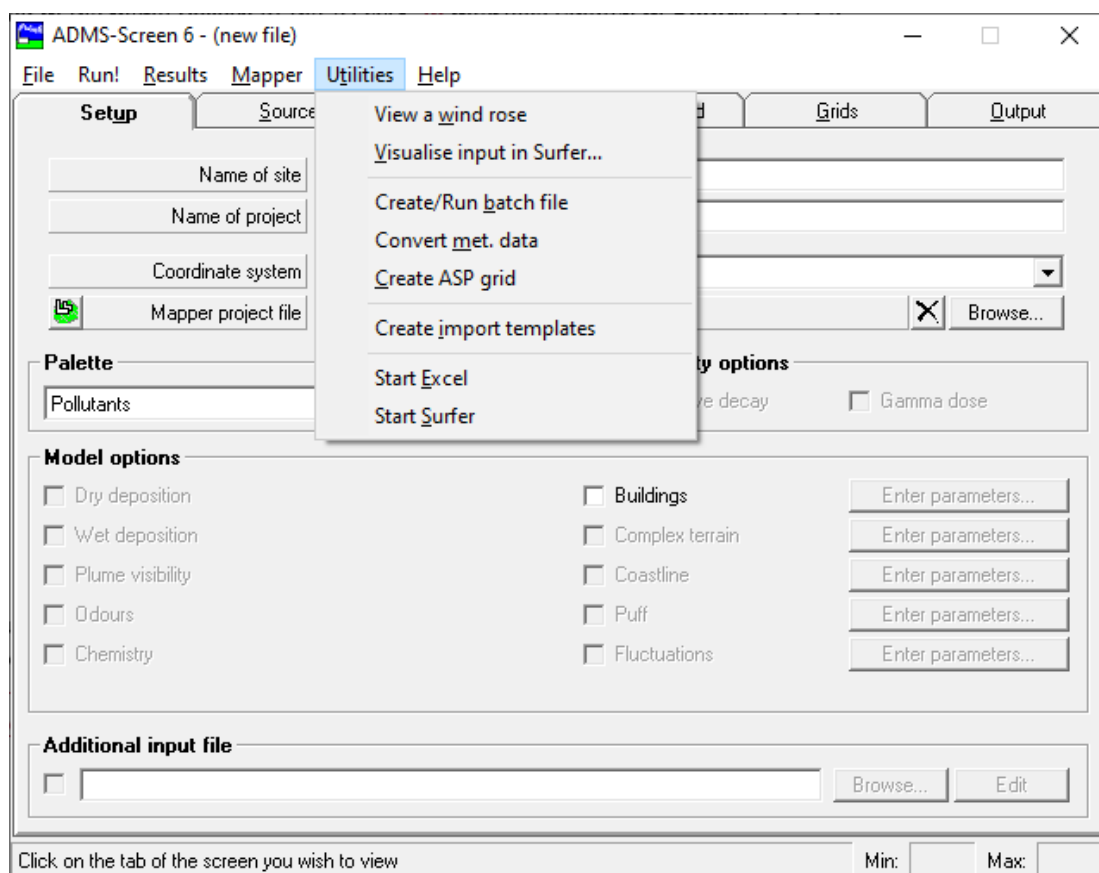 ADMS-Screen 6 - (new file)
File Run! Results Mapper Utilities Help
Setup Source Grids Output
View a wind rose
Visualise input in Surfer...
Create/Run batch file
Convert met. data
Create ASP grid
Create import templates
Start Excel
Start Surfer
Name of site
Name of project
Coordinate system
Mapper project file Browse...
Palette ty options
Pollutants ve decay Gamma dose
Model options
Dry deposition Buildings Enter parameters...
Wet deposition Complex terrain Enter parameters...
Plume visibility Coastline Enter parameters...
Odours Puff Enter parameters...
Chemistry Fluctuations Enter parameters...
Additional input file
Browse... Edit
Click on the tab of the screen you wish to view Min: Max: